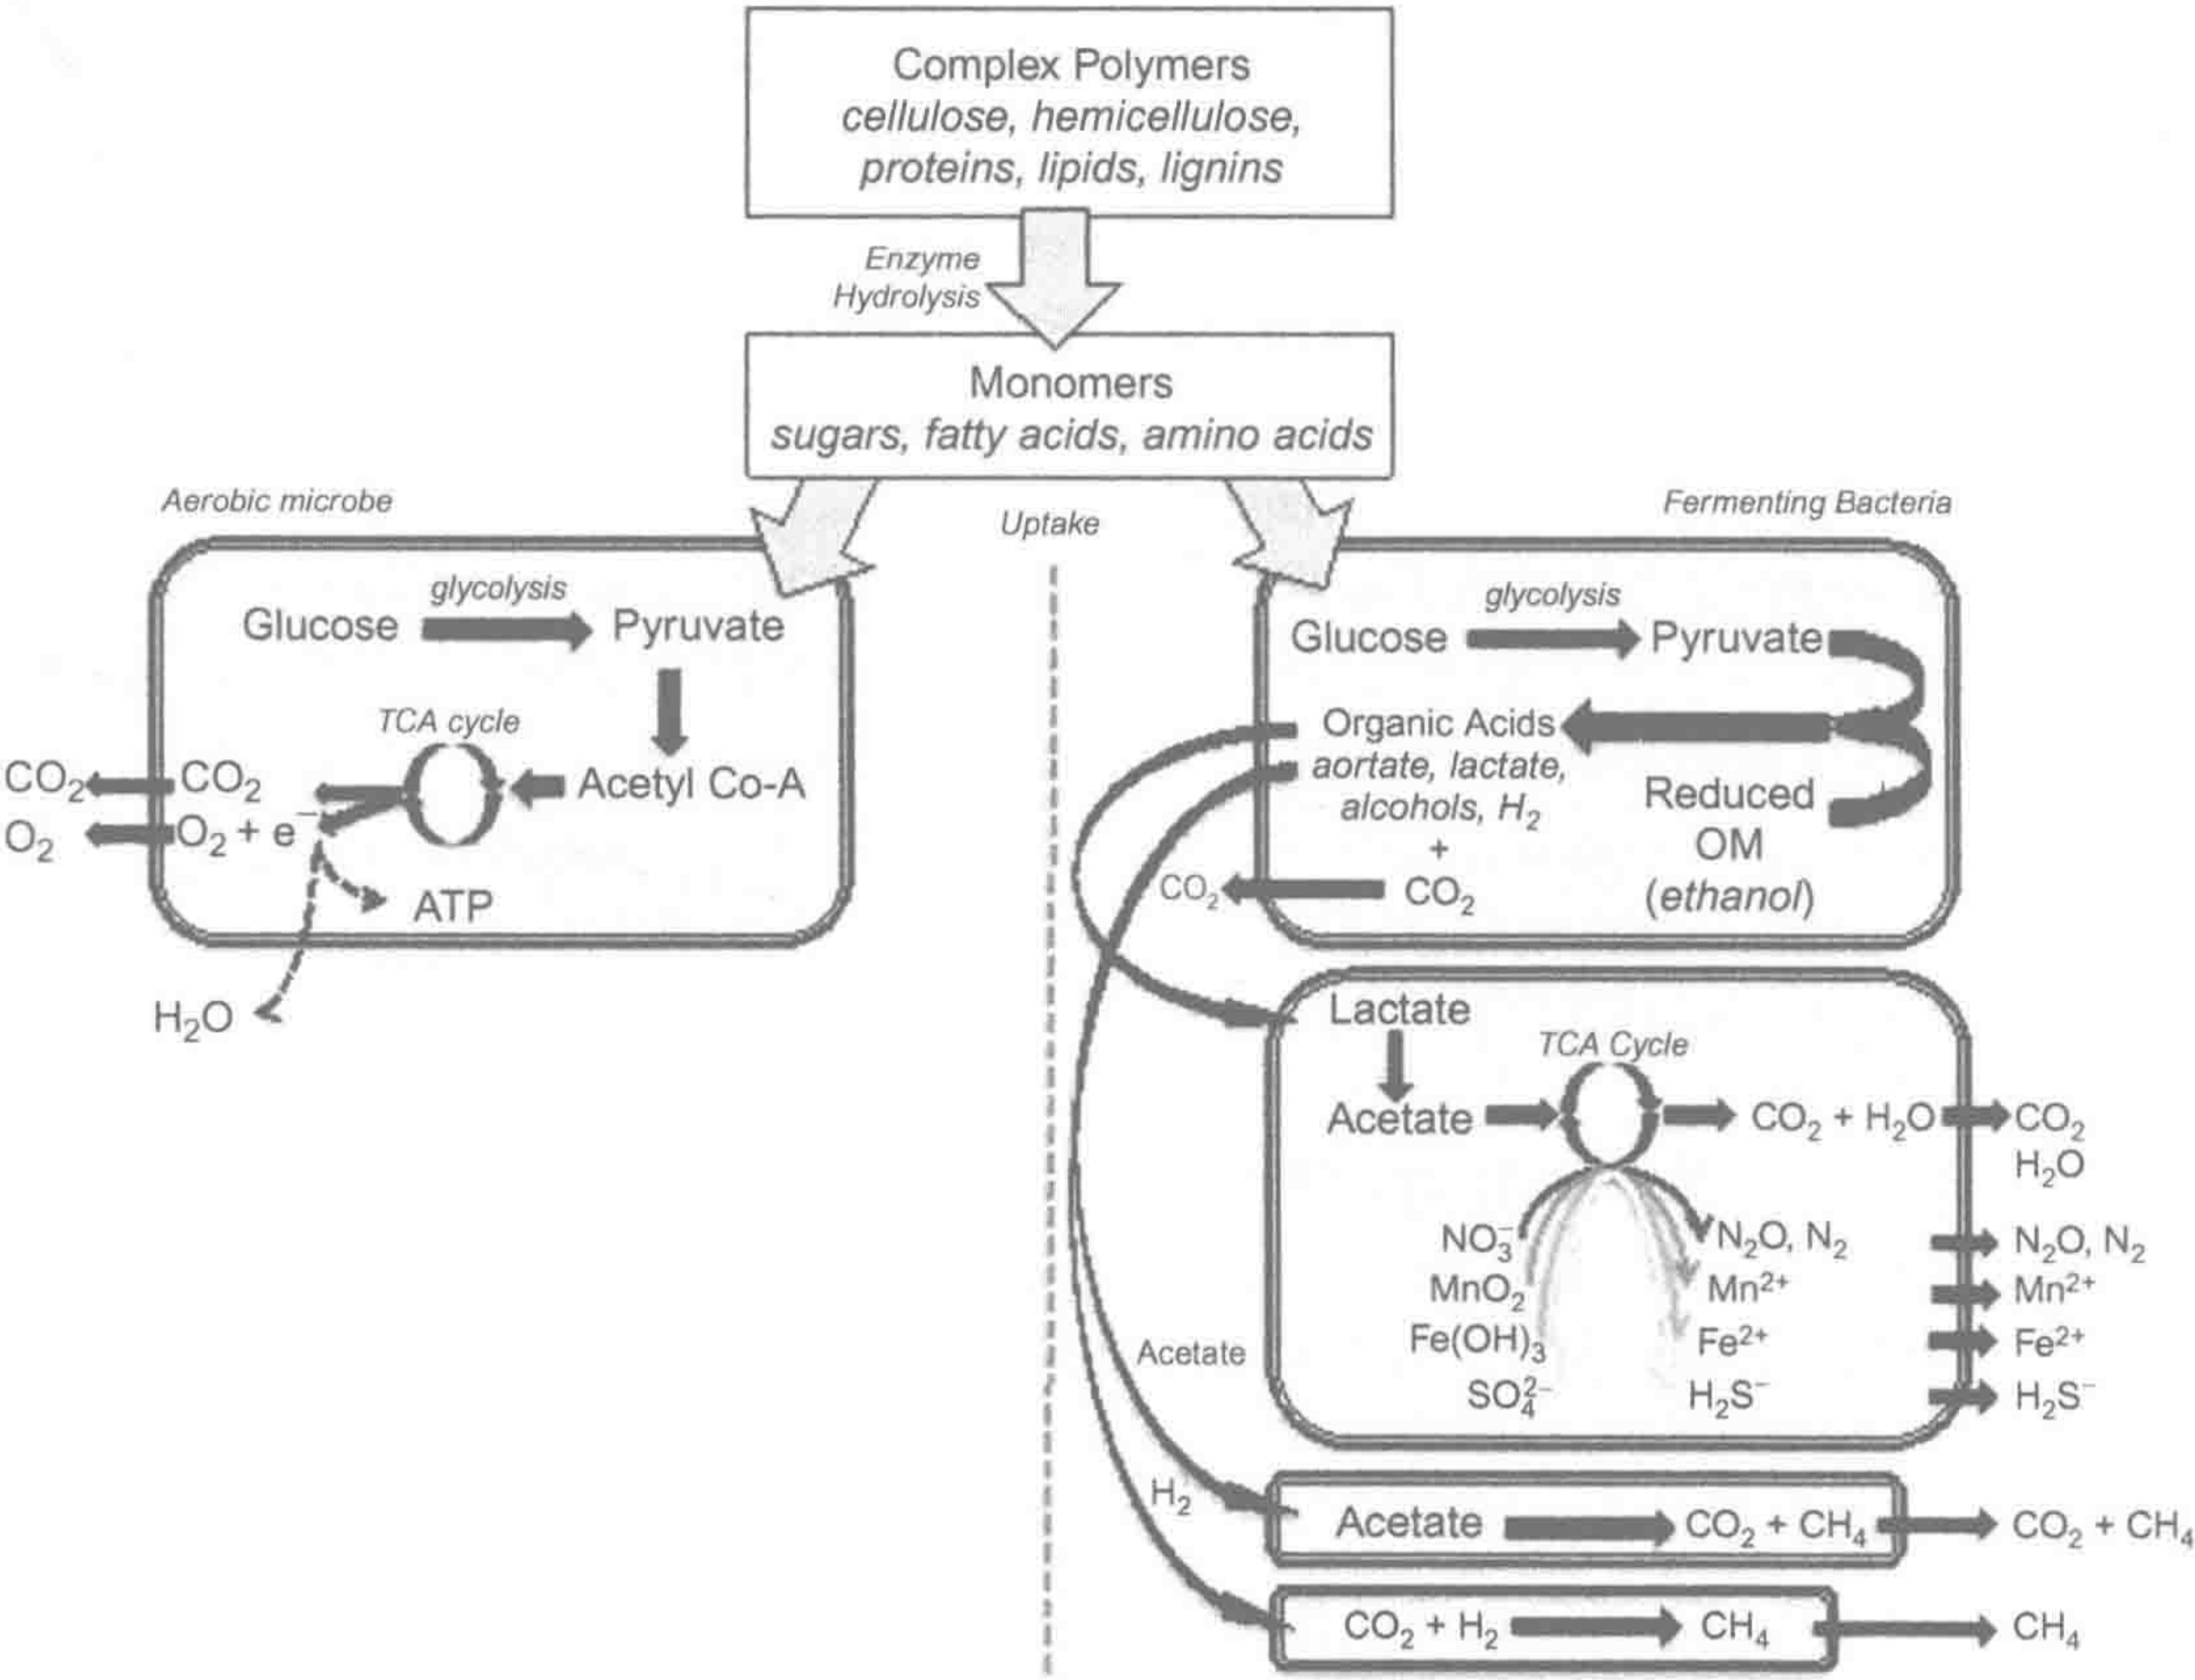 Complex Polymers
cellulose, hemicellulose,
proteins, lipids, lignins
Enzyme
Hydrolysis
Monomers
sugars, fatty acids, amino acids
Uptake
Aerobic microbe
Glucose
glycolysis
Pyruvate
TCA cycle
Acetyl Co-A
CO₂
CO₂
O₂
O₂ + e⁻
ATP
H₂O
Fermenting Bacteria
Glucose
glycolysis
Pyruvate
Organic Acids
aortate, lactate,
alcohols, H₂
+
CO₂
CO₂
Reduced
OM
(ethanol)
Lactate
TCA Cycle
Acetate
CO₂ + H₂O
CO₂
H₂O
NO₃⁻
N₂O, N₂
N₂O, N₂
MnO₂
Mn²⁺
Mn²⁺
Fe(OH)₃
Fe²⁺
Fe²⁺
SO₄²⁻
H₂S⁻
H₂S⁻
Acetate
H₂
Acetate
CO₂ + CH₄
CO₂ + CH₄
CO₂ + H₂
CH₄
CH₄